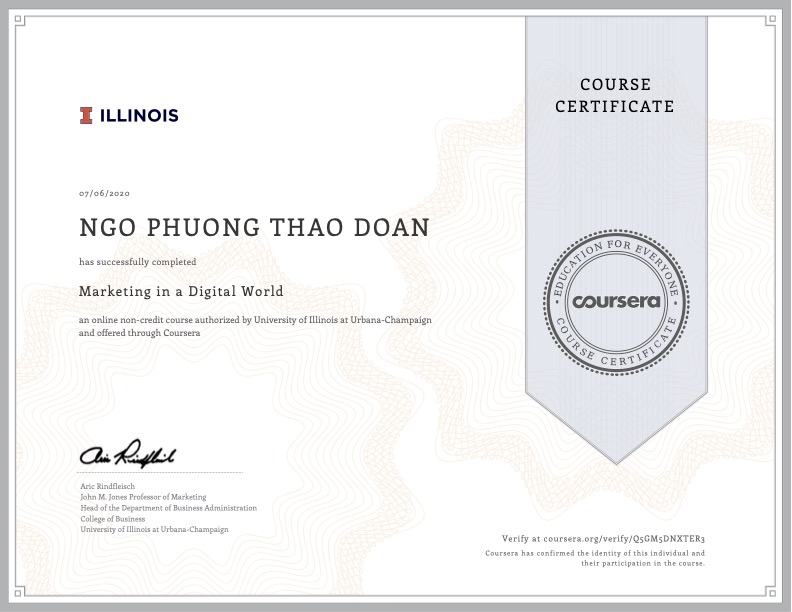 COURSE
CERTIFICATE
ILLINOIS
07/06/2020
NGO PHUONG THAO DOAN
has successfully completed
Marketing in a Digital World
an online non-credit course authorized by University of Illinois at Urbana-Champaign
and offered through Coursera
EDUCATION FOR EVERYONE
coursera
COURSE CERTIFICATE
Aric Rindfleisch
Aric Rindfleisch
John M. Jones Professor of Marketing
Head of the Department of Business Administration
College of Business
University of Illinois at Urbana-Champaign
Verify at coursera.org/verify/Q5GM5DNXTER3
Coursera has confirmed the identity of this individual and
their participation in the course.